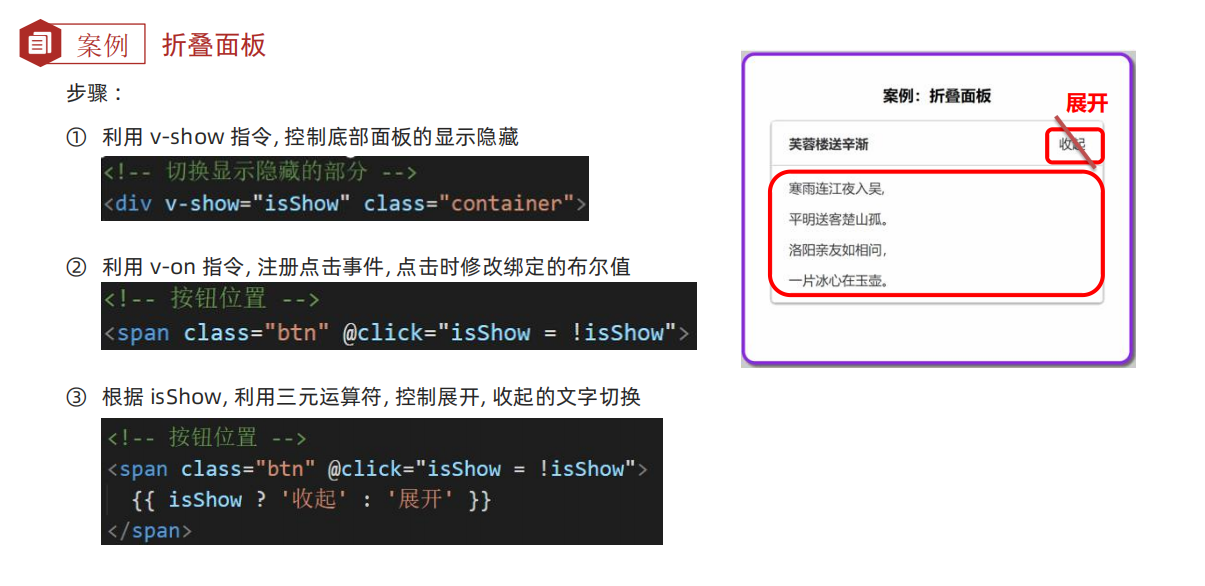 案例 折叠面板
步骤：
① 利用 v-show 指令, 控制底部面板的显示隐藏
<!-- 切换显示隐藏的部分 -->
<div v-show="isShow" class="container">
② 利用 v-on 指令, 注册点击事件, 点击时修改绑定的布尔值
<!-- 按钮位置 -->
<span class="btn" @click="isShow = !isShow">
③ 根据 isShow, 利用三元运算符, 控制展开, 收起的文字切换
<!-- 按钮位置 -->
<span class="btn" @click="isShow = !isShow">
{{ isShow ? '收起' : '展开' }}
</span>
案例：折叠面板
展开
芙蓉楼送辛渐 收起
寒雨连江夜入吴,
平明送客楚山孤。
洛阳亲友如相问,
一片冰心在玉壶。